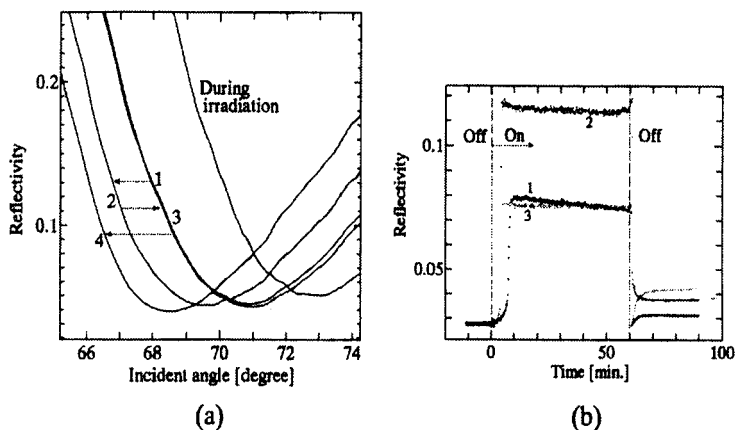 0.2
0.1
Reflectivity
During
irradiation
1
2
3
4
66 68 70 72 74
Incident angle [degree]
(a)
0.1
0.05
Reflectivity
Off On Off
2
1
3
0 50 100
Time [min.]
(b)